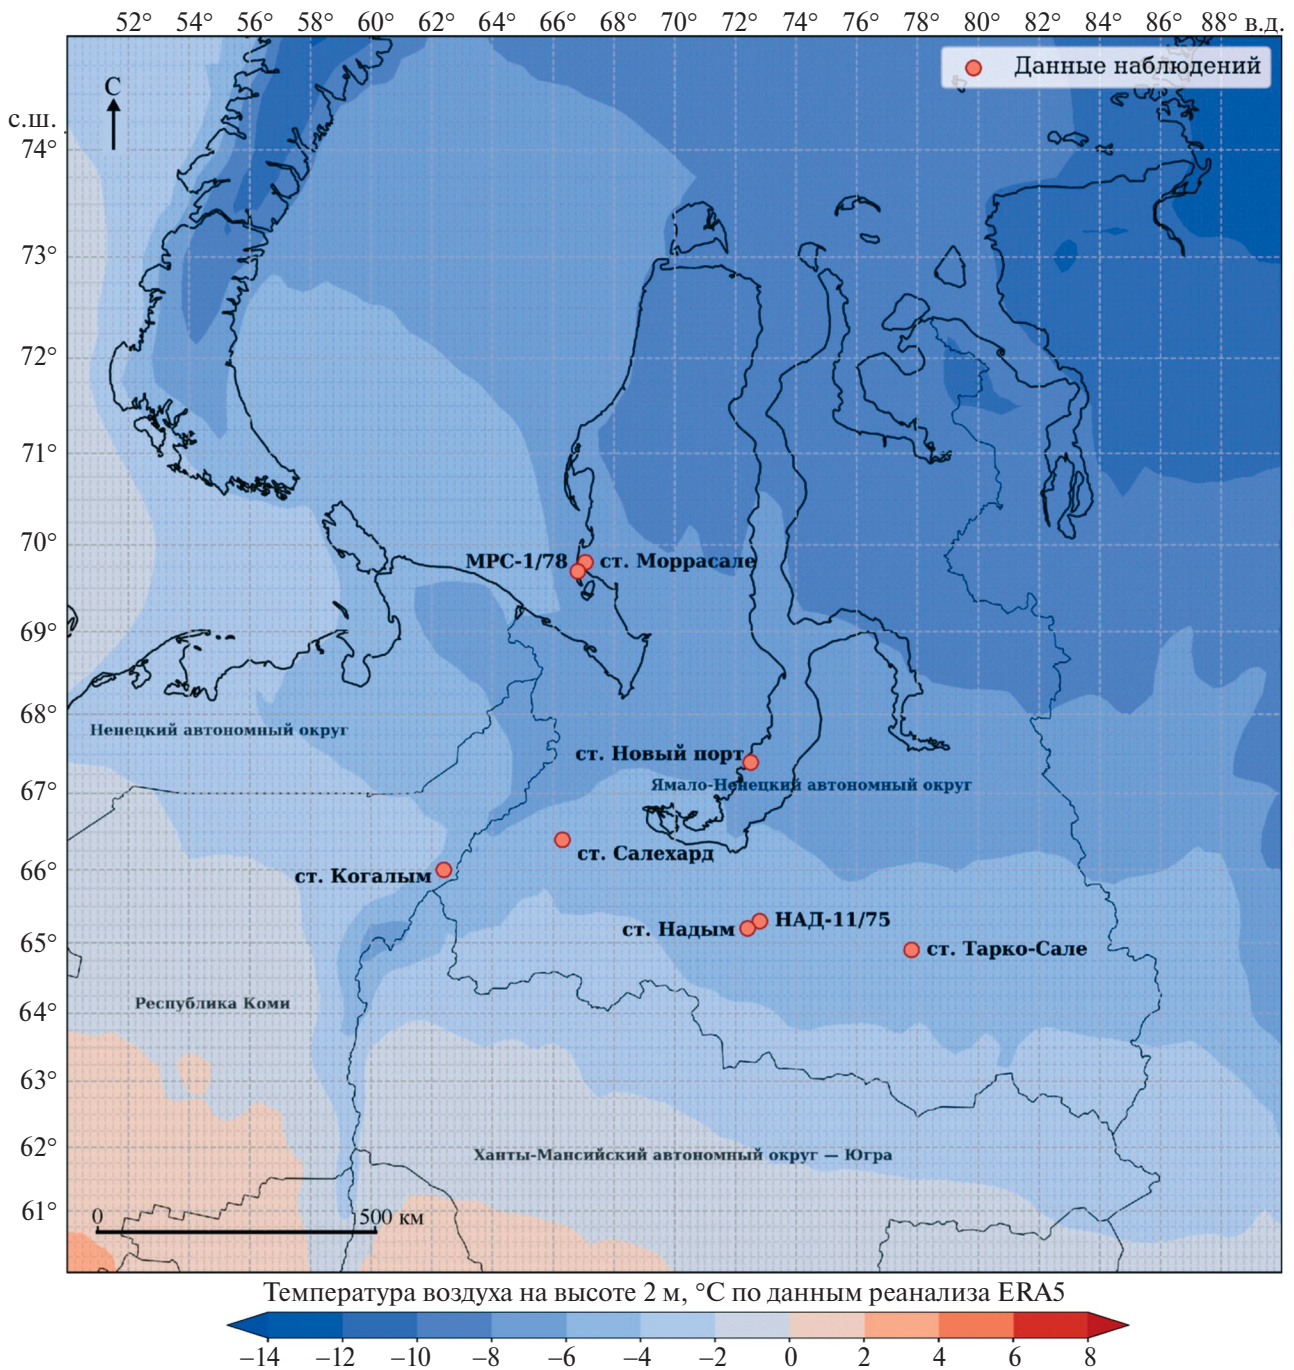 52° 54° 56° 58° 60° 62° 64° 66° 68° 70° 72° 74° 76° 78° 80° 82° 84° 86° 88° в.д.
Данные наблюдений
С
с.ш.
74°
73°
72°
71°
70°
МРС-1/78 ст. Моррасале
69°
68°
Ненецкий автономный округ
ст. Новый порт
Ямало-Ненецкий автономный округ
67°
ст. Салехард
66°
ст. Когалым
НАД-11/75
ст. Надым
65°
ст. Тарко-Сале
Республика Коми
64°
63°
62°
Ханты-Мансийский автономный округ — Югра
61°
0 500 км
Температура воздуха на высоте 2 м, °C по данным реанализа ERA5
−14 −12 −10 −8 −6 −4 −2 0 2 4 6 8